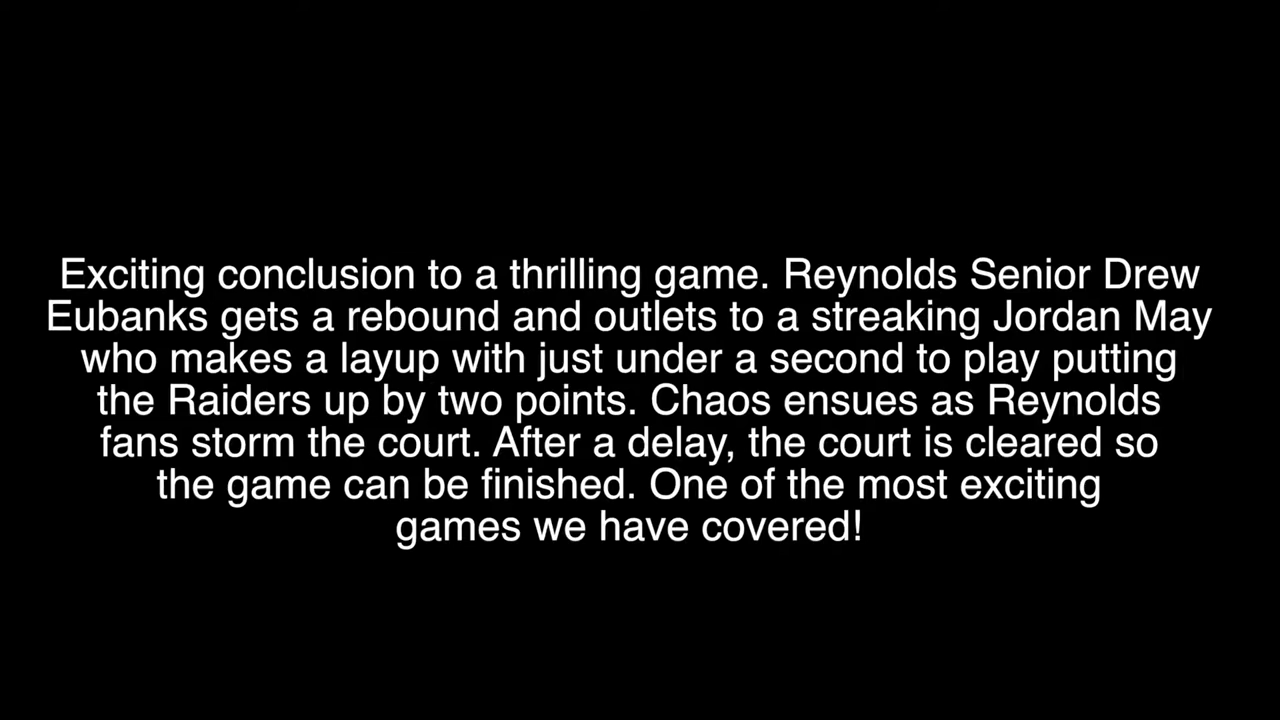 Exciting conclusion to a thrilling game. Reynolds Senior Drew
Eubanks gets a rebound and outlets to a streaking Jordan May
who makes a layup with just under a second to play putting
the Raiders up by two points. Chaos ensues as Reynolds
fans storm the court. After a delay, the court is cleared so
the game can be finished. One of the most exciting
games we have covered!